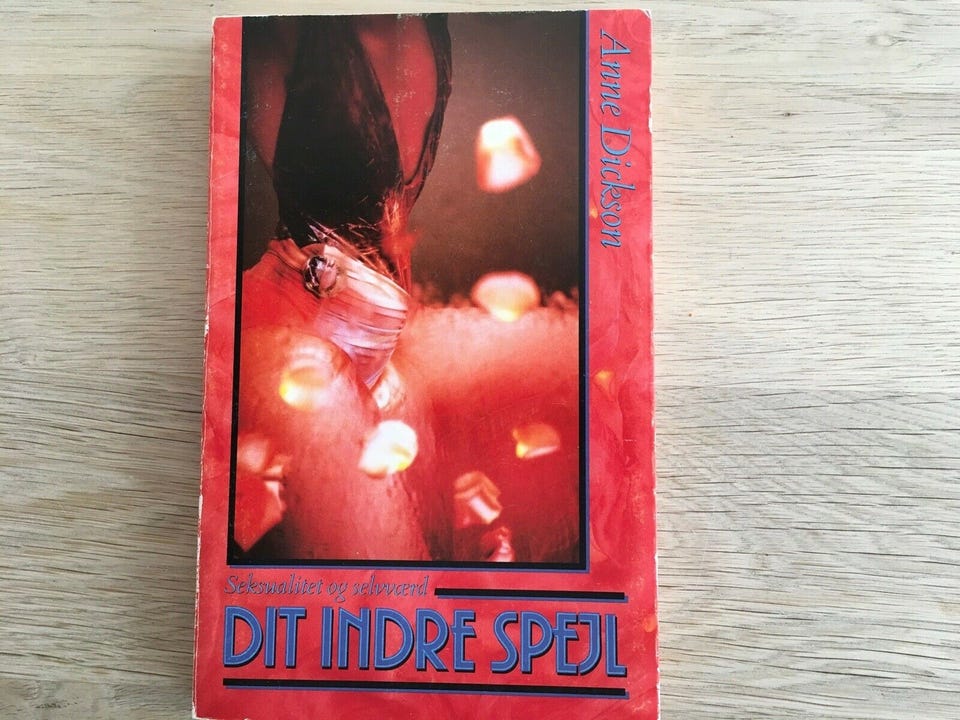 Anne Dickson
Seksualitet og selvværd
DIT INDRE SPEJL